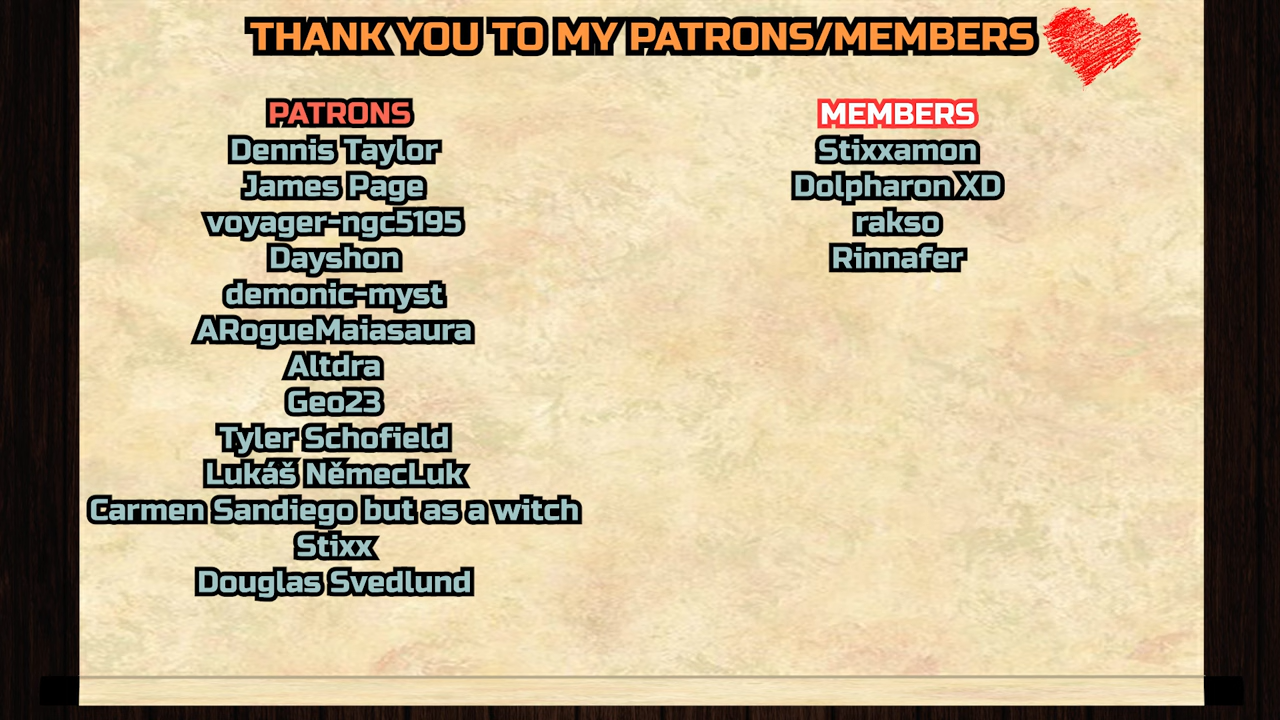 THANK YOU TO MY PATRONS/MEMBERS
PATRONS
Dennis Taylor
James Page
voyager-ngc5195
Dayshon
demonic-myst
ARogueMaiasaura
Altdra
Geo23
Tyler Schofield
Lukáš NěmecLuk
Carmen Sandiego but as a witch
Stixx
Douglas Svedlund
MEMBERS
Stixxamon
Dolpharon XD
rakso
Rinnafer